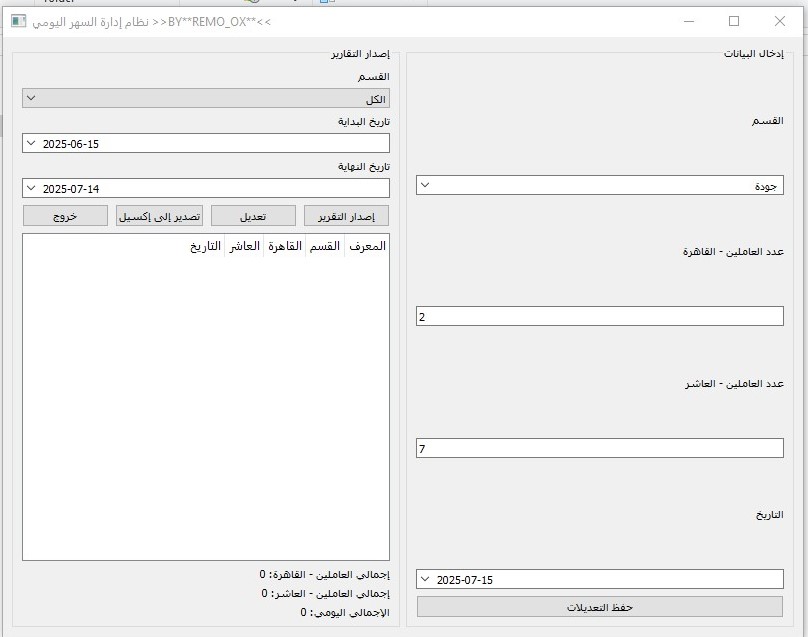 نظام إدارة السهر اليومي >>BY**REMO_OX**<<
إدخال البيانات
القسم
جودة
عدد العاملين - القاهرة
2
عدد العاملين - العاشر
7
التاريخ
2025-07-15
حفظ التعديلات
إصدار التقارير
القسم
الكل
تاريخ البداية
2025-06-15
تاريخ النهاية
2025-07-14
إصدار التقرير
تعديل
تصدير إلى إكسيل
خروج
المعرف القسم القاهرة العاشر التاريخ
إجمالي العاملين - القاهرة: 0
إجمالي العاملين - العاشر: 0
الإجمالي اليومي: 0